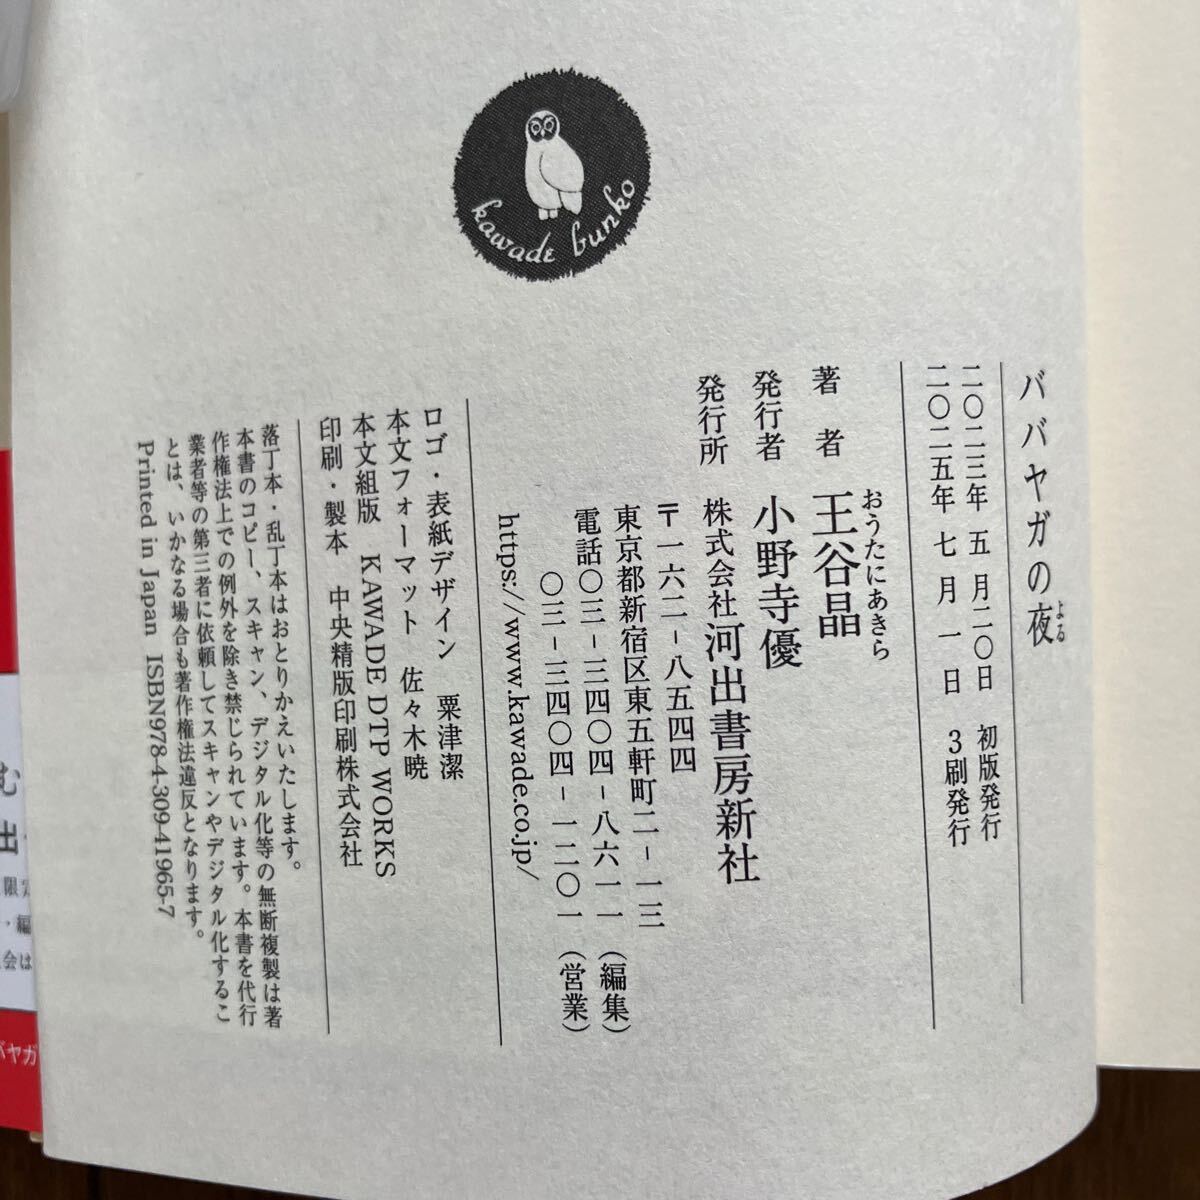 kawade bunko
ババヤガの夜
よる
二〇二三年 五 月二〇日 初版発行
二〇二五年 七 月 一 日 3刷発行
著 者 王谷晶
おうたにあきら
発行者 小野寺優
発行所 株式会社河出書房新社
〒一六二-八五四四
東京都新宿区東五軒町二-一三
電話〇三-三四〇四-八六一一(編集)
〇三-三四〇四-一二〇一(営業)
https://www.kawade.co.jp/
ロゴ・表紙デザイン 粟津潔
本文フォーマット 佐々木暁
本文組版 KAWADE DTP WORKS
印刷・製本 中央精版印刷株式会社
落丁本・乱丁本はおとりかえいたします。
本書のコピー、スキャン、デジタル化等の無断複製は著
作権法上での例外を除き禁じられています。本書を代行
業者等の第三者に依頼してスキャンやデジタル化するこ
とは、いかなる場合も著作権法違反となります。
Printed in Japan ISBN978-4-309-41965-7
む
出
限定
・編
会は
バヤガ